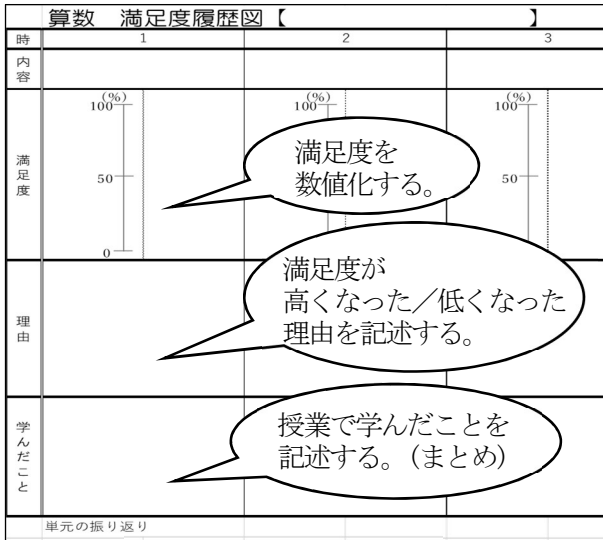 算数 満足度履歴図【 】
時 1 2 3
内容
満足度
(%) (%) (%)
100 100 100
50 50
0
満足度を
数値化する。
理由
満足度が
高くなった／低くなった
理由を記述する。
学んだこと
授業で学んだことを
記述する。(まとめ)
単元の振り返り